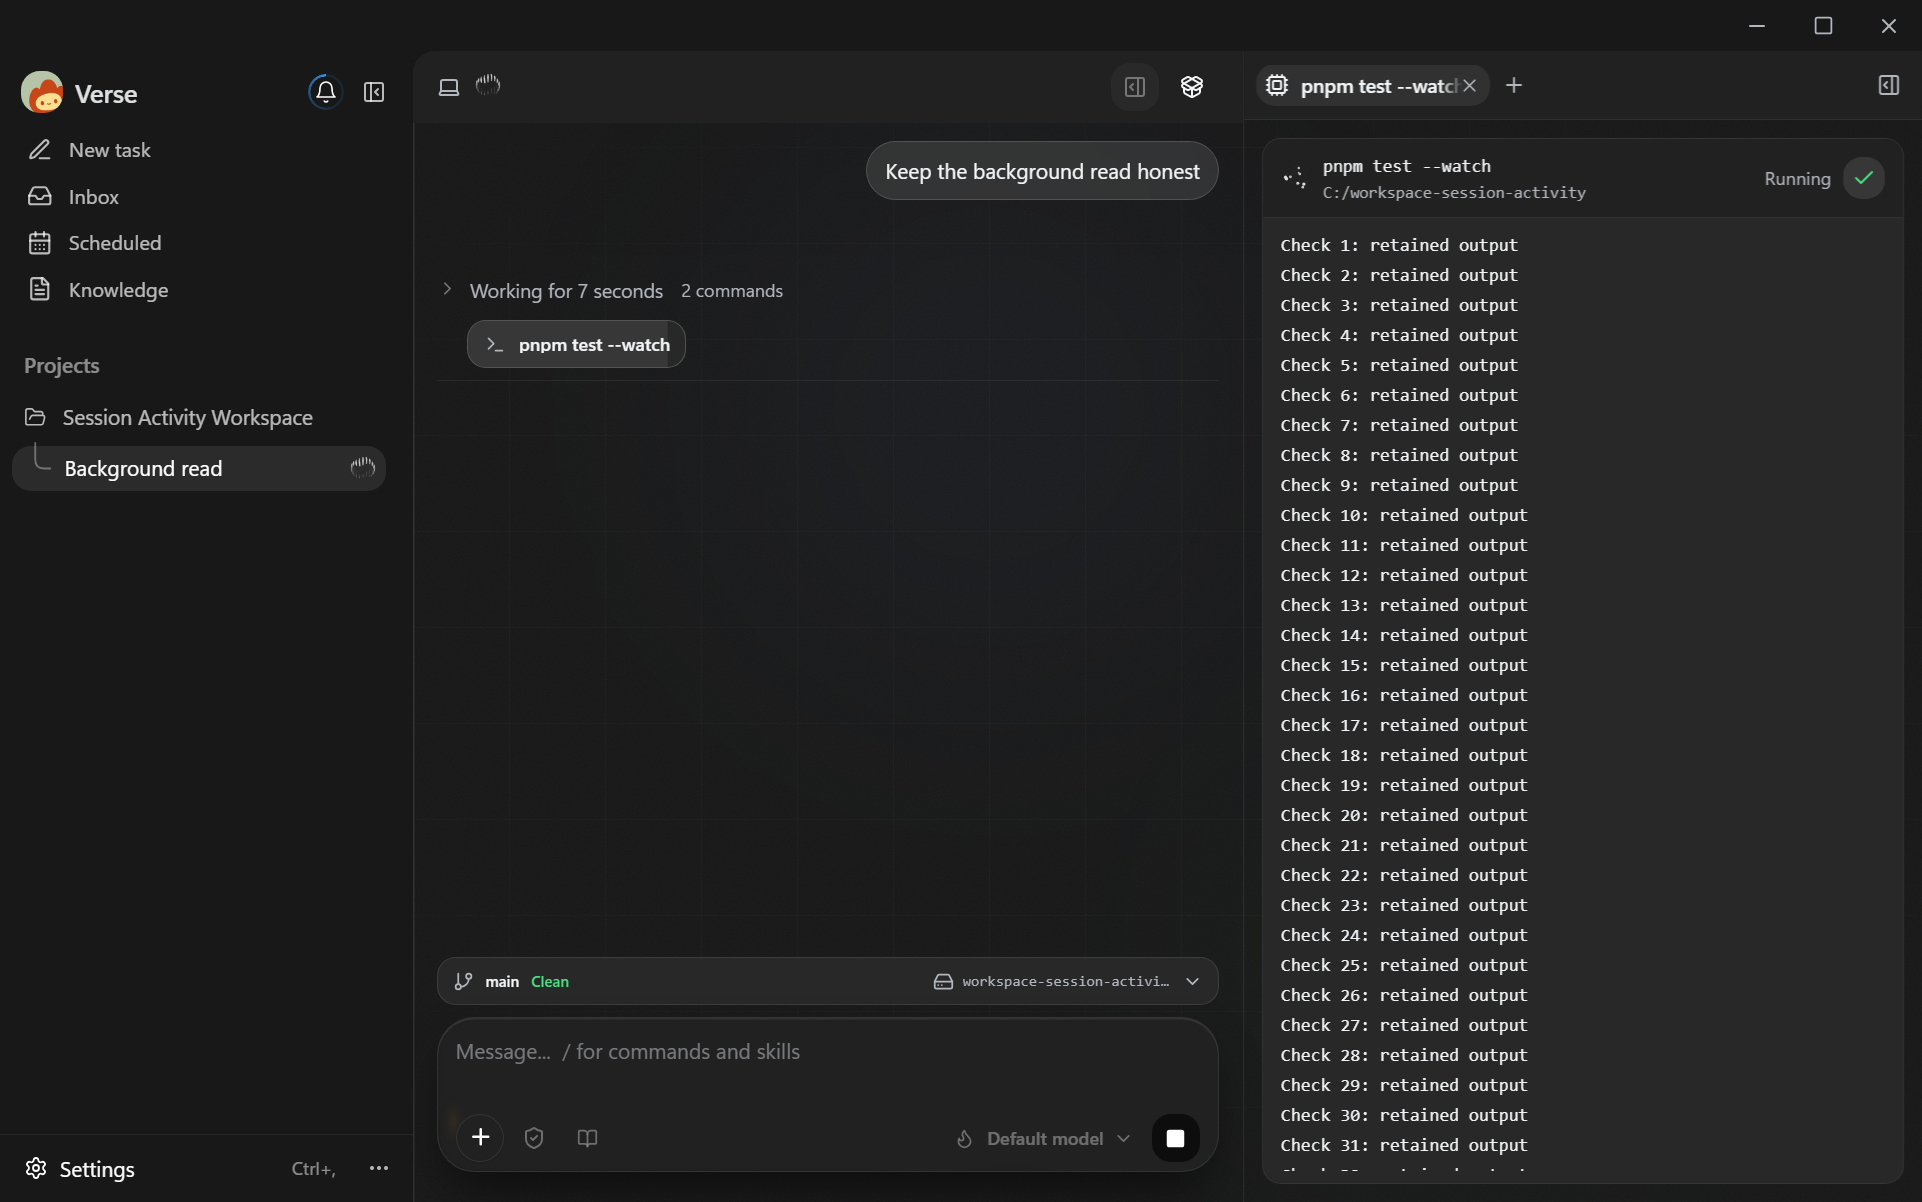 Verse
New task
Inbox
Scheduled
Knowledge
Projects
Session Activity Workspace
Background read
Settings
Ctrl+,
Keep the background read honest
Working for 7 seconds 2 commands
pnpm test --watch
main Clean
workspace-session-activi…
Message... / for commands and skills
Default model
pnpm test --watc
pnpm test --watch
C:/workspace-session-activity
Running
Check 1: retained output
Check 2: retained output
Check 3: retained output
Check 4: retained output
Check 5: retained output
Check 6: retained output
Check 7: retained output
Check 8: retained output
Check 9: retained output
Check 10: retained output
Check 11: retained output
Check 12: retained output
Check 13: retained output
Check 14: retained output
Check 15: retained output
Check 16: retained output
Check 17: retained output
Check 18: retained output
Check 19: retained output
Check 20: retained output
Check 21: retained output
Check 22: retained output
Check 23: retained output
Check 24: retained output
Check 25: retained output
Check 26: retained output
Check 27: retained output
Check 28: retained output
Check 29: retained output
Check 30: retained output
Check 31: retained output